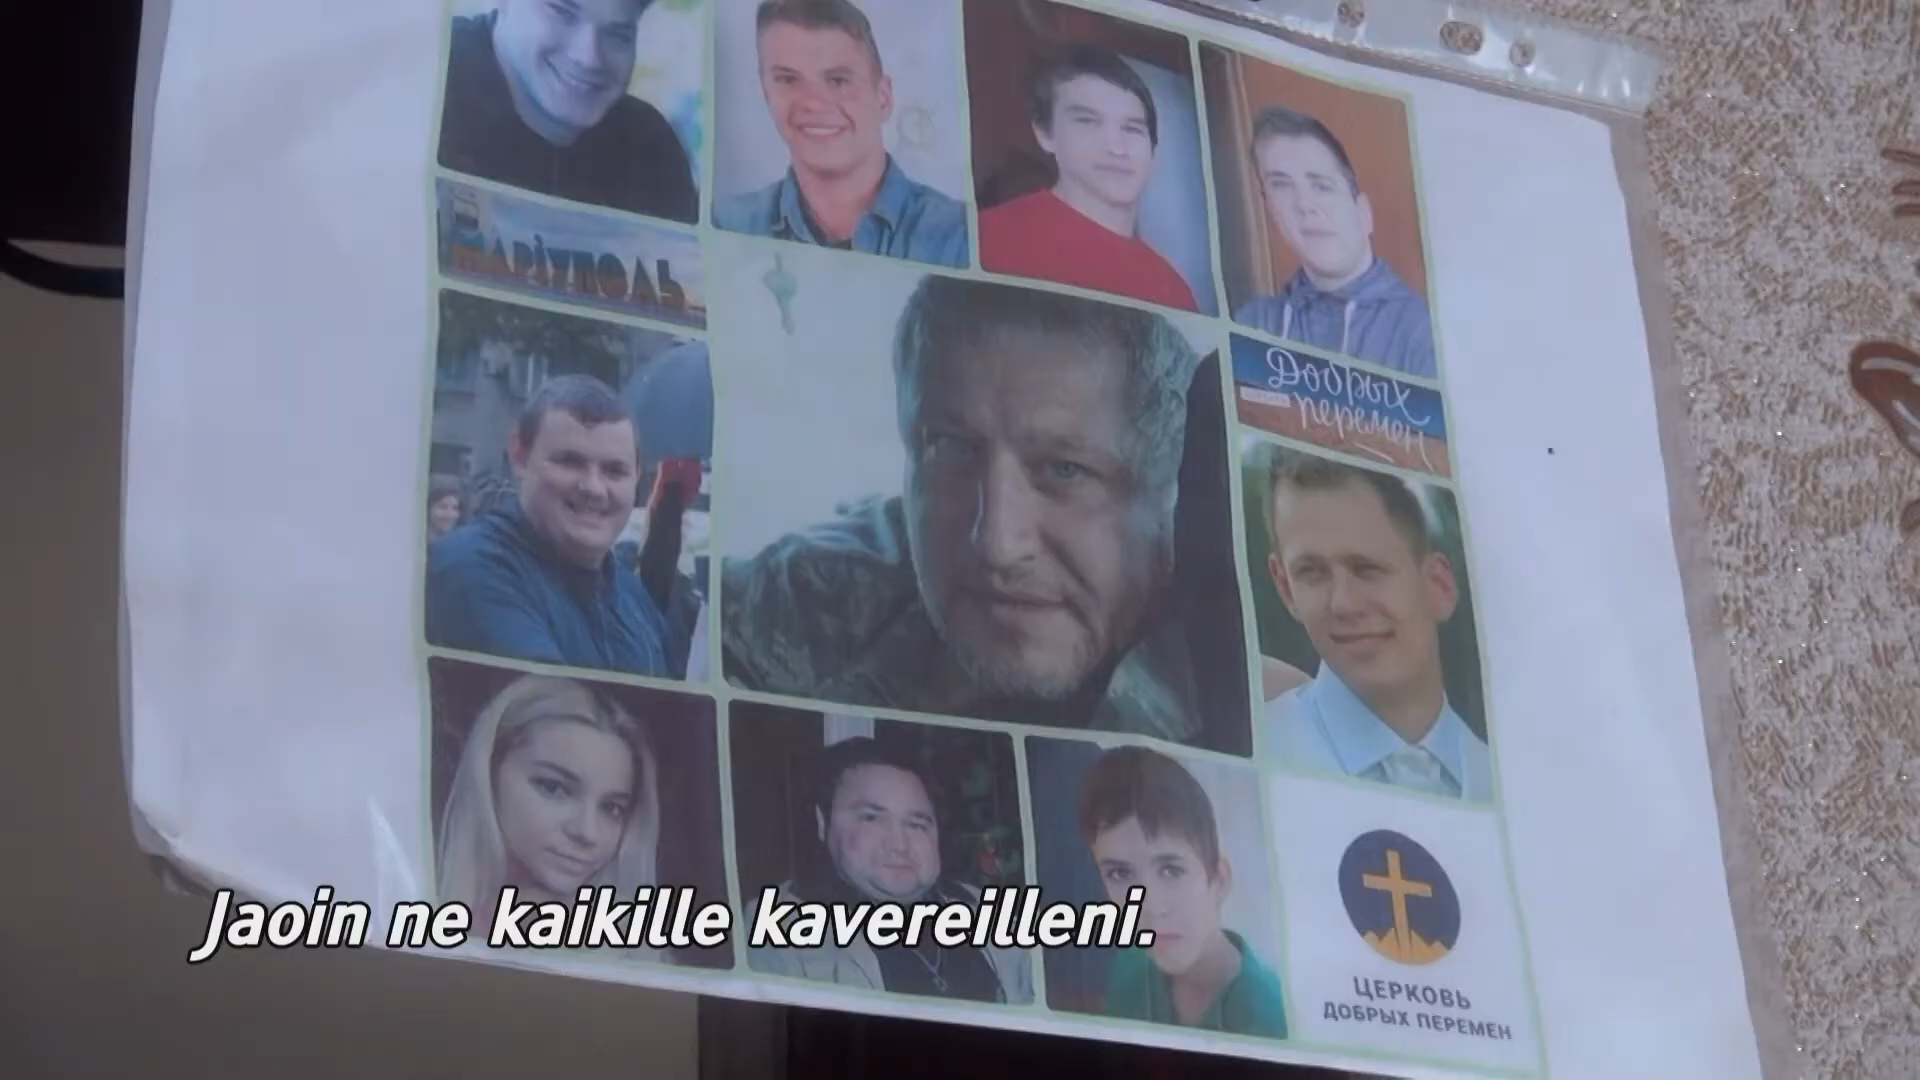 МАРІУПОЛЬ
Добрых
перемен
Jaoin ne kaikille kavereilleni.
ЦЕРКОВЬ
ДОБРЫХ ПЕРЕМЕН